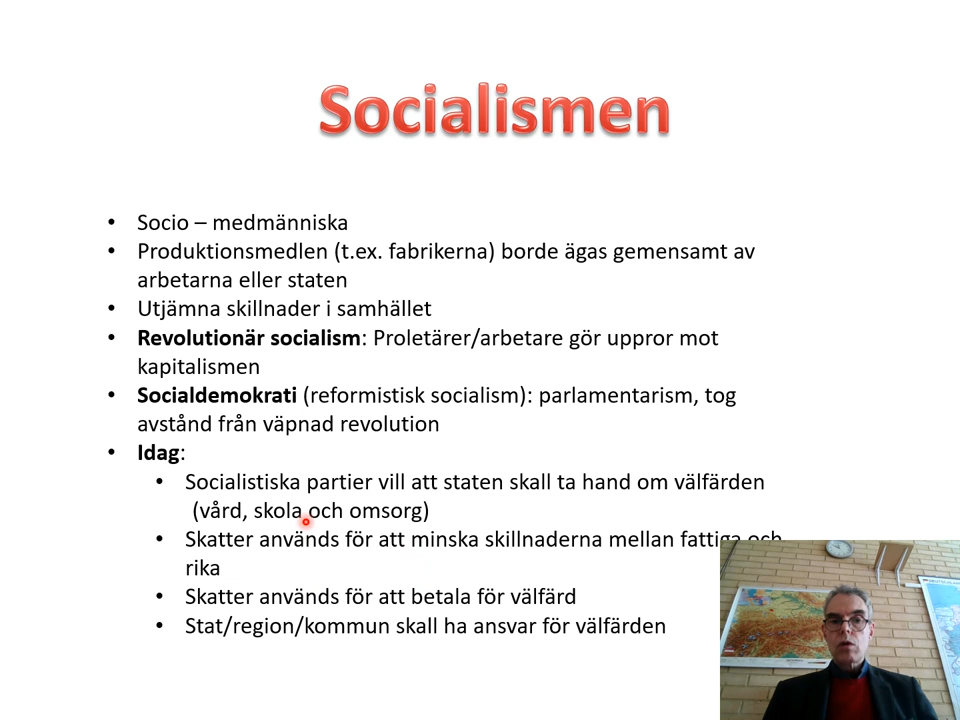 Socialismen
• Socio – medmänniska
• Produktionsmedlen (t.ex. fabrikerna) borde ägas gemensamt av
arbetarna eller staten
• Utjämna skillnader i samhället
• Revolutionär socialism: Proletärer/arbetare gör uppror mot
kapitalismen
• Socialdemokrati (reformistisk socialism): parlamentarism, tog
avstånd från väpnad revolution
• Idag:
• Socialistiska partier vill att staten skall ta hand om välfärden
(vård, skola och omsorg)
• Skatter används för att minska skillnaderna mellan fattiga och
rika
• Skatter används för att betala för välfärd
• Stat/region/kommun skall ha ansvar för välfärden